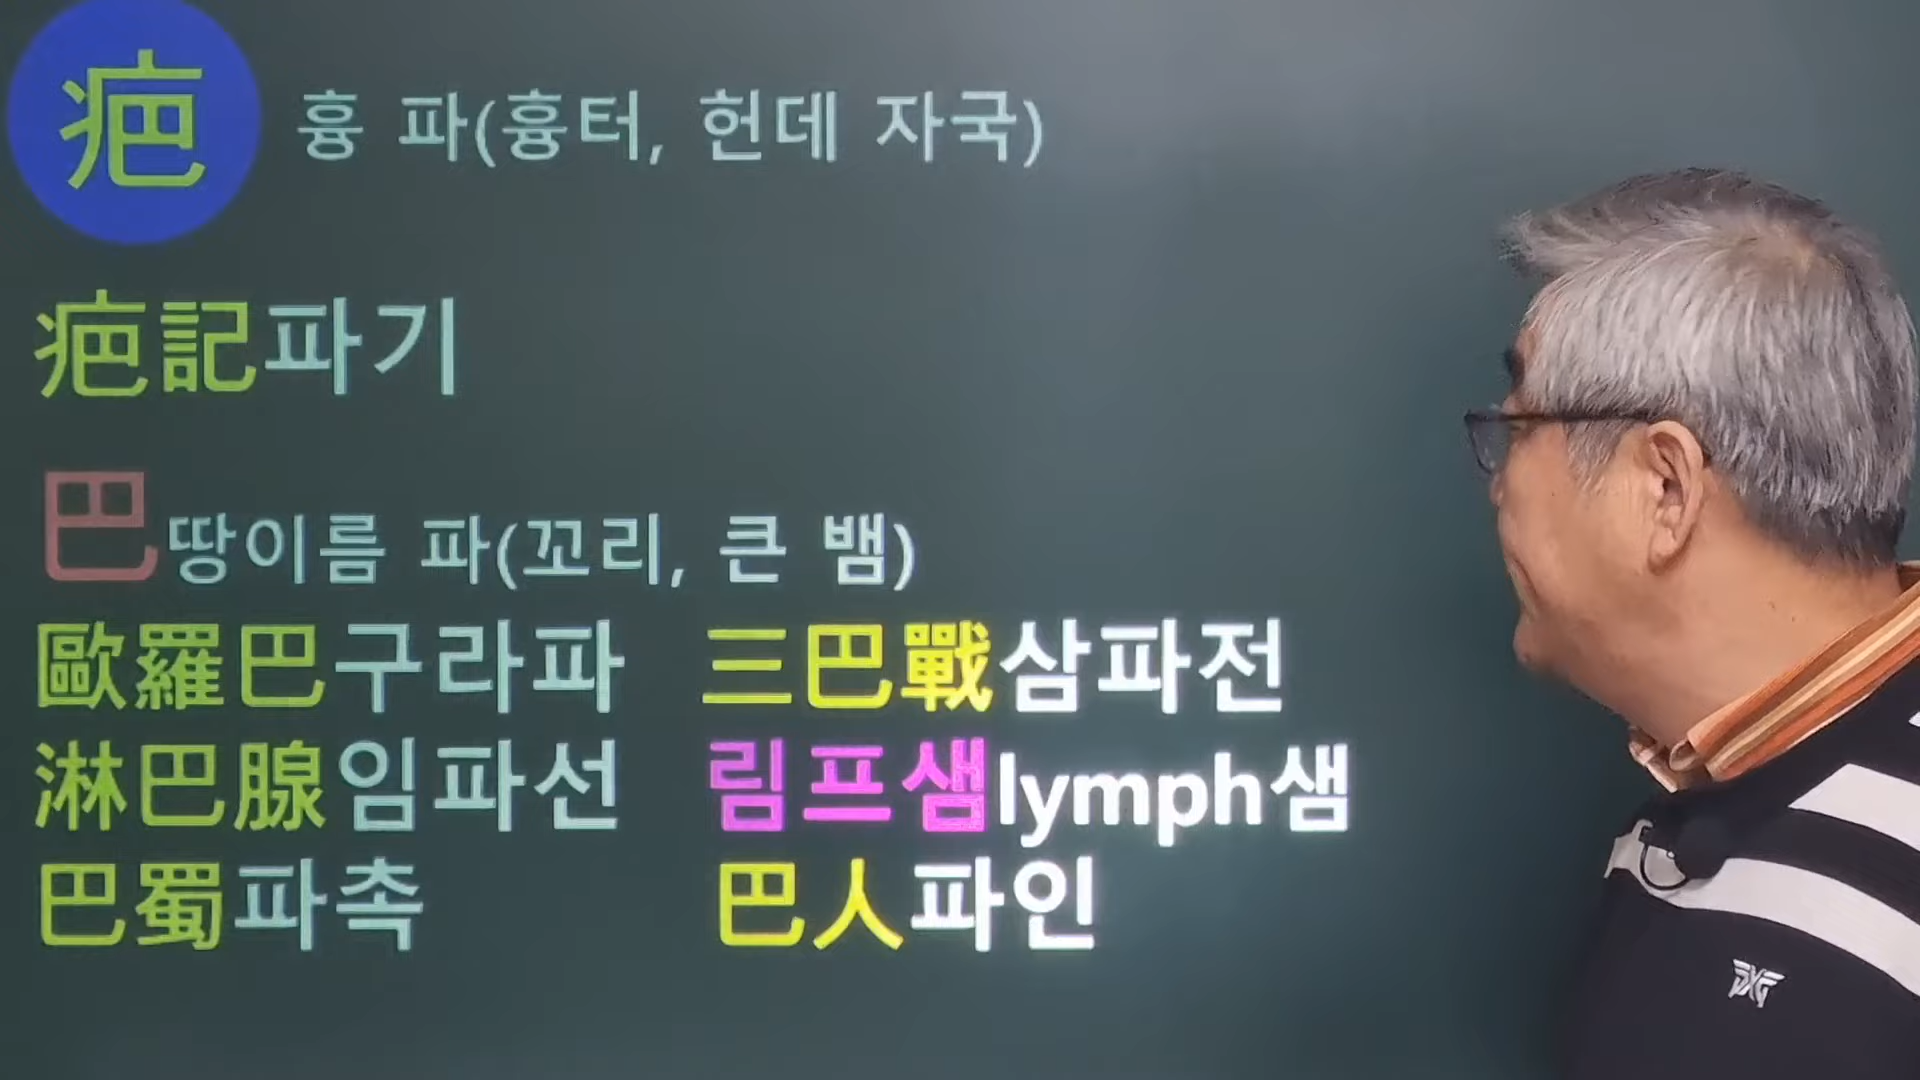 疤 흉 파(흉터, 헌데 자국)
疤記파기
巴땅이름 파(꼬리, 큰 뱀)
歐羅巴구라파 三巴戰삼파전
淋巴腺임파선 림프샘lymph샘
巴蜀파촉 巴人파인
PXG